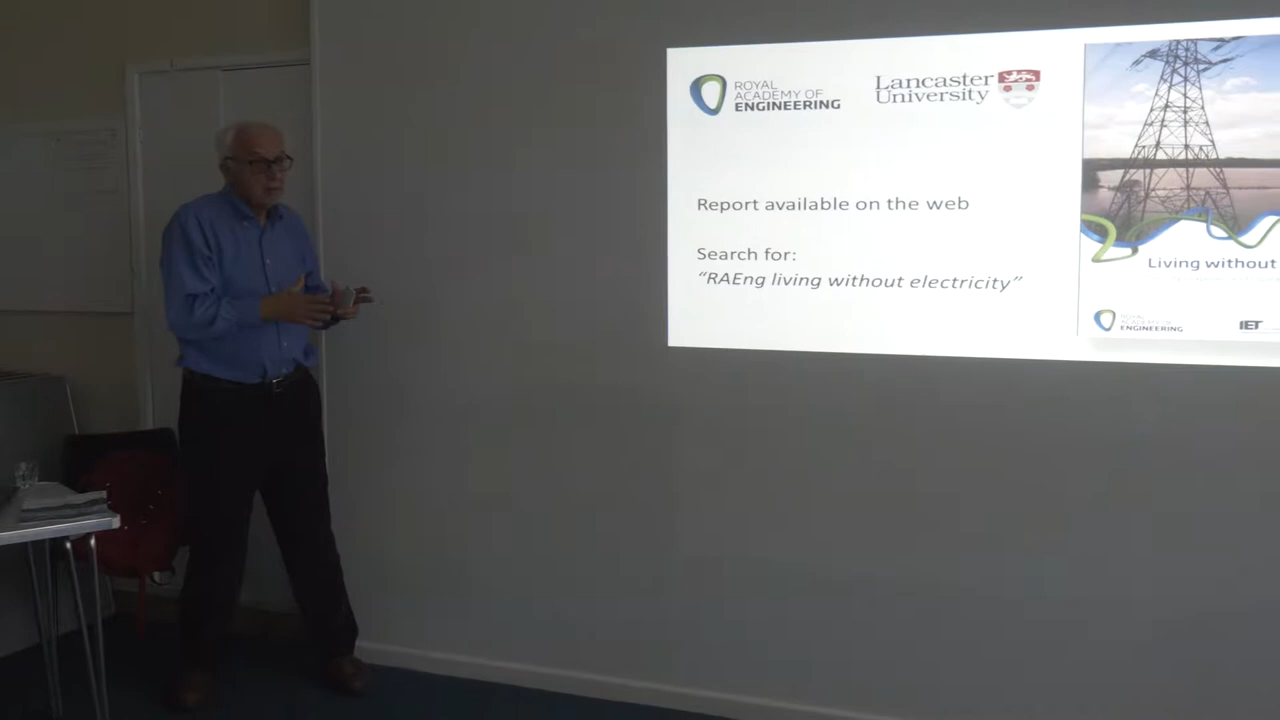 ROYAL
ACADEMY OF
ENGINEERING
Lancaster
University
Report available on the web
Search for:
“RAEng living without electricity”
Living without
ROYAL
ACADEMY OF
ENGINEERING
IET